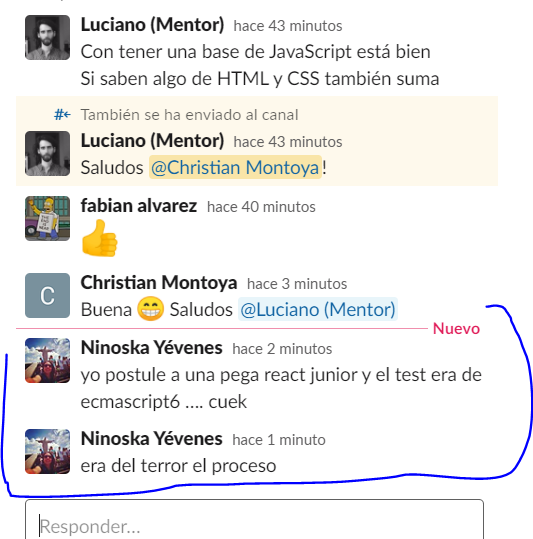 Luciano (Mentor) hace 43 minutos
Con tener una base de JavaScript está bien
Si saben algo de HTML y CSS también suma
También se ha enviado al canal
Luciano (Mentor) hace 43 minutos
Saludos @Christian Montoya!
fabian alvarez hace 40 minutos
C
Christian Montoya hace 3 minutos
Buena 😁 Saludos @Luciano (Mentor)
Nuevo
Ninoska Yévenes hace 2 minutos
yo postule a una pega react junior y el test era de
ecmascript6 .... cuek
Ninoska Yévenes hace 1 minuto
era del terror el proceso
Responder...